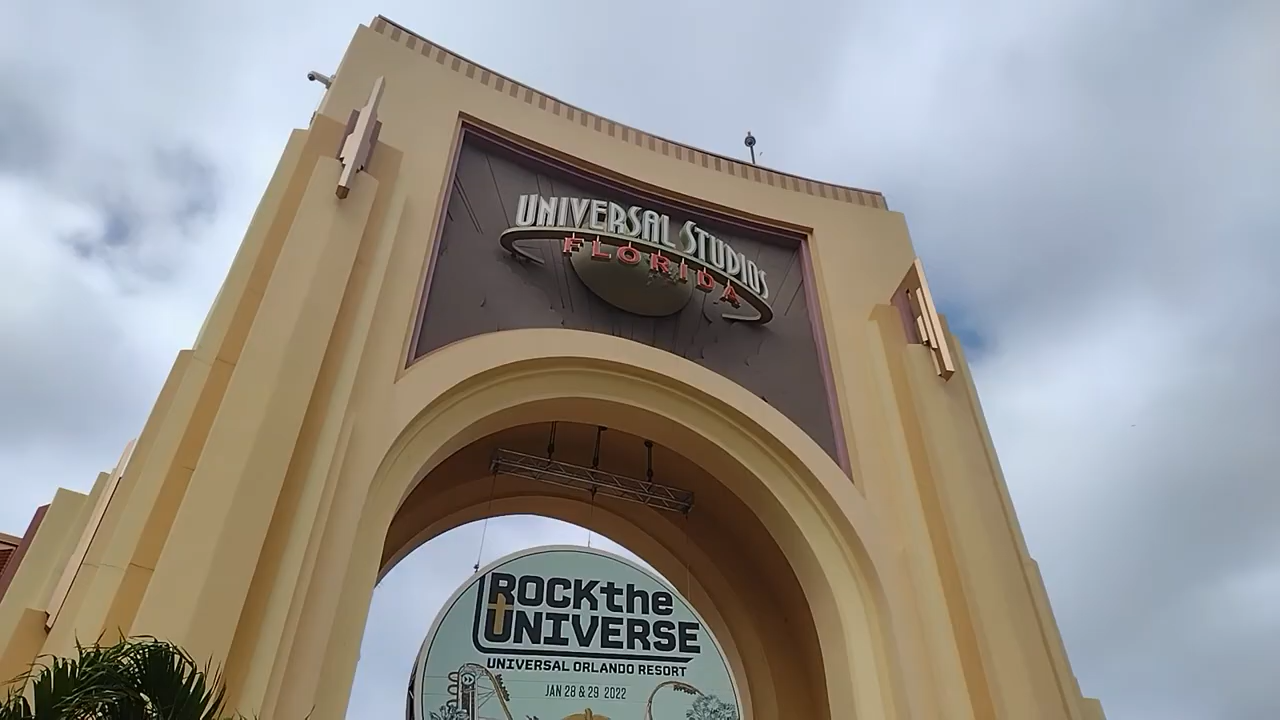 UNIVERSAL STUDIOS
FLORIDA
ROCK the
UNIVERSE
UNIVERSAL ORLANDO RESORT
JAN 28 & 29 2022